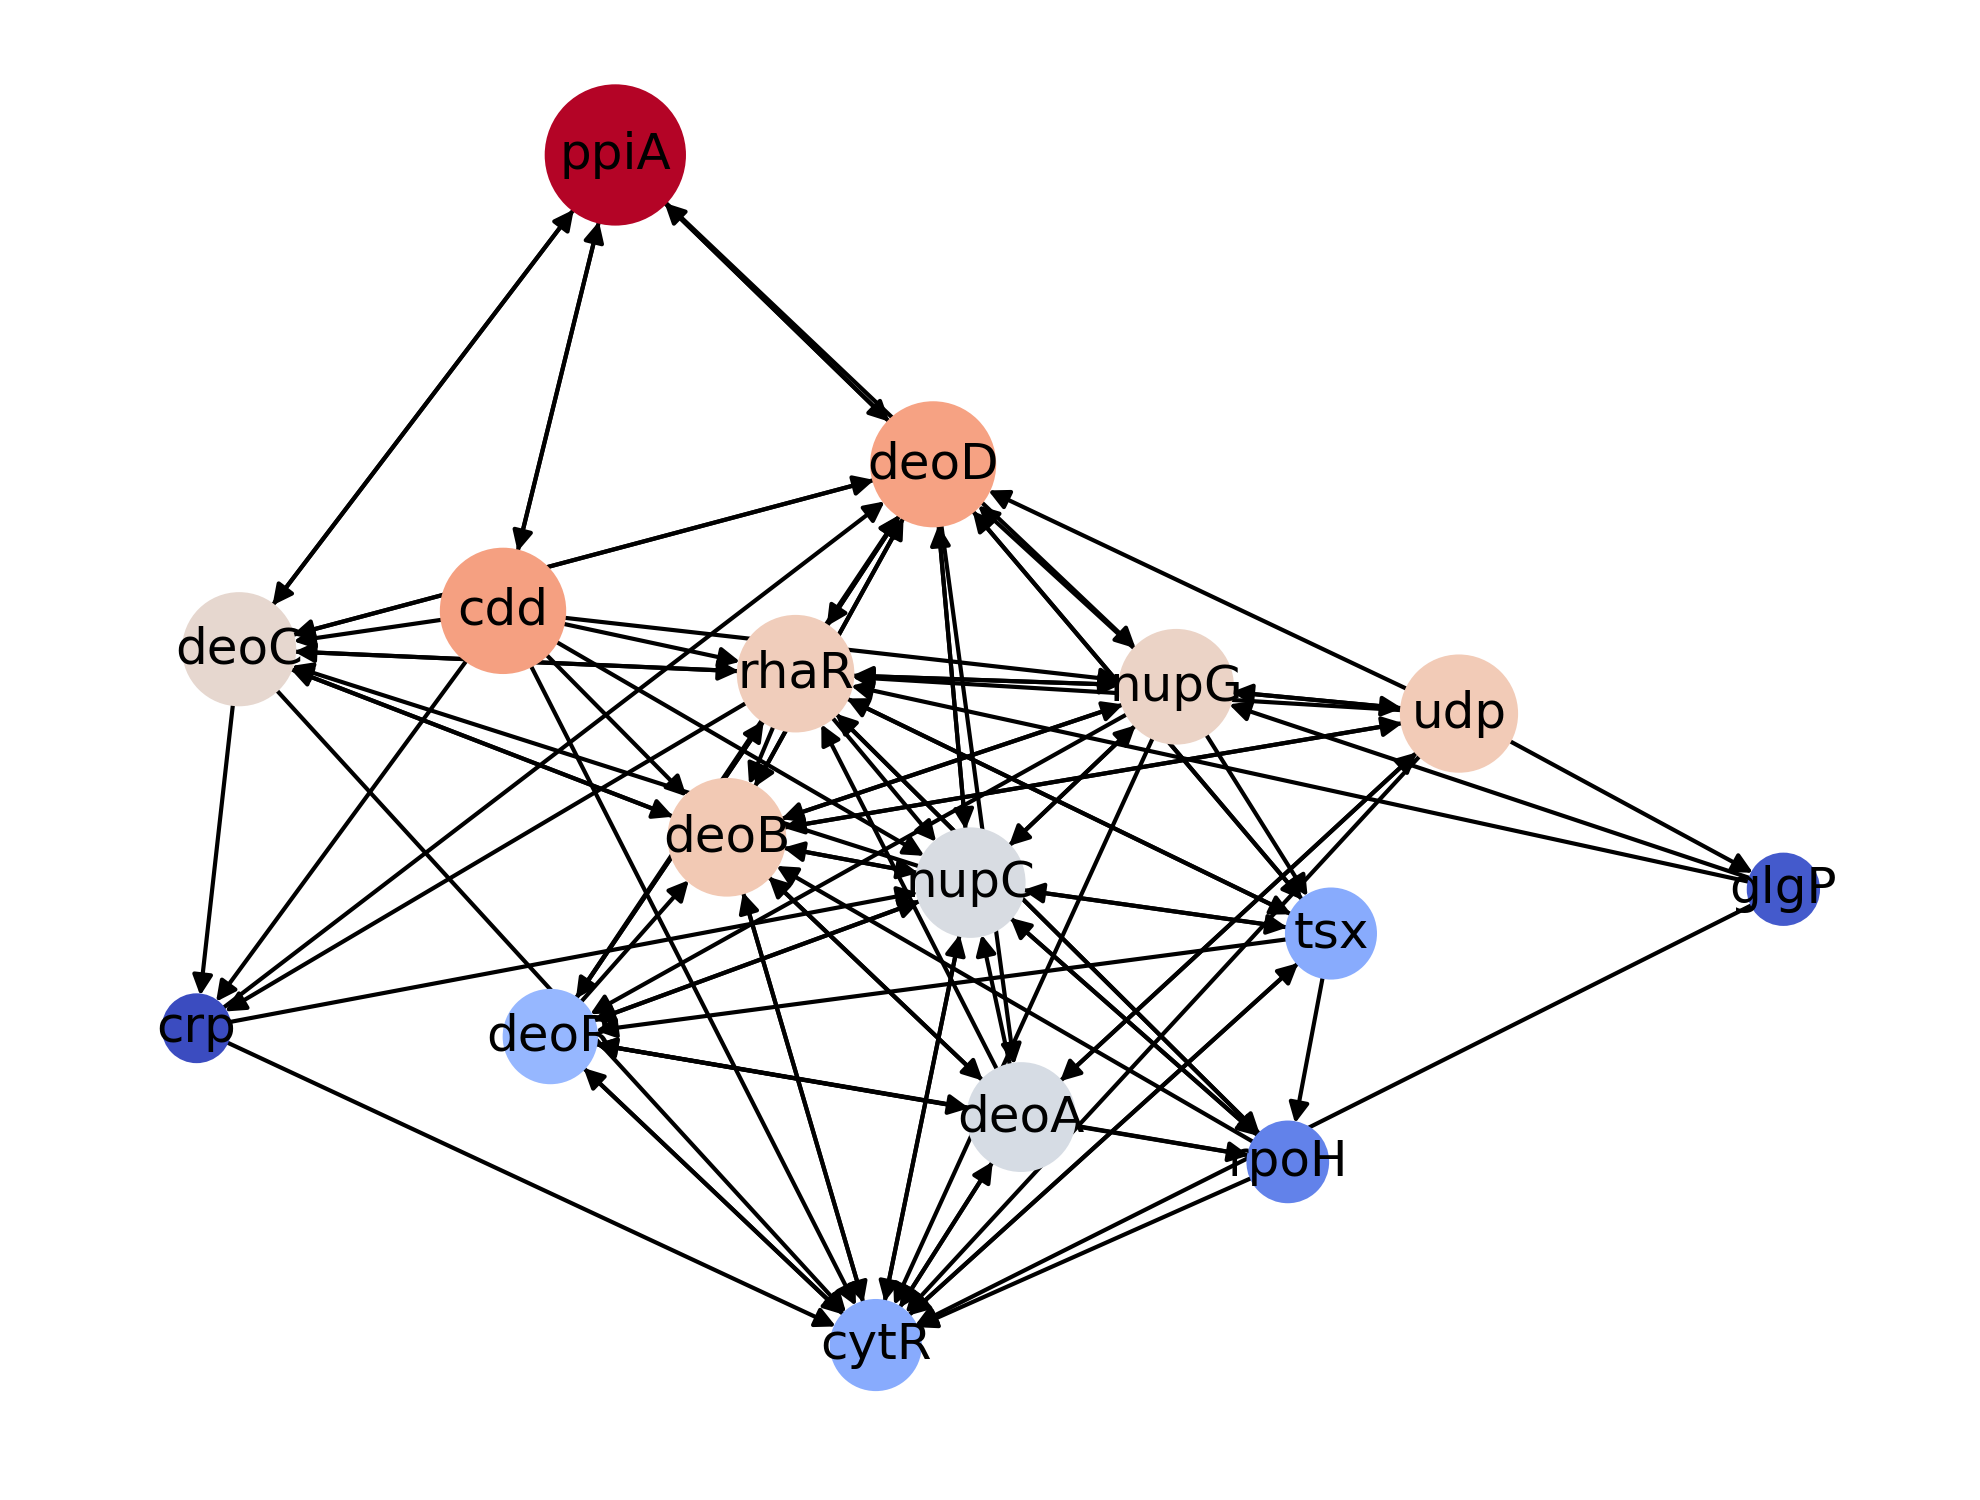 ppiA
deoD
cdd
deoC
rhaR
nupG
udp
deoB
nupC
glgP
tsx
crp
deoR
deoA
rpoH
cytR